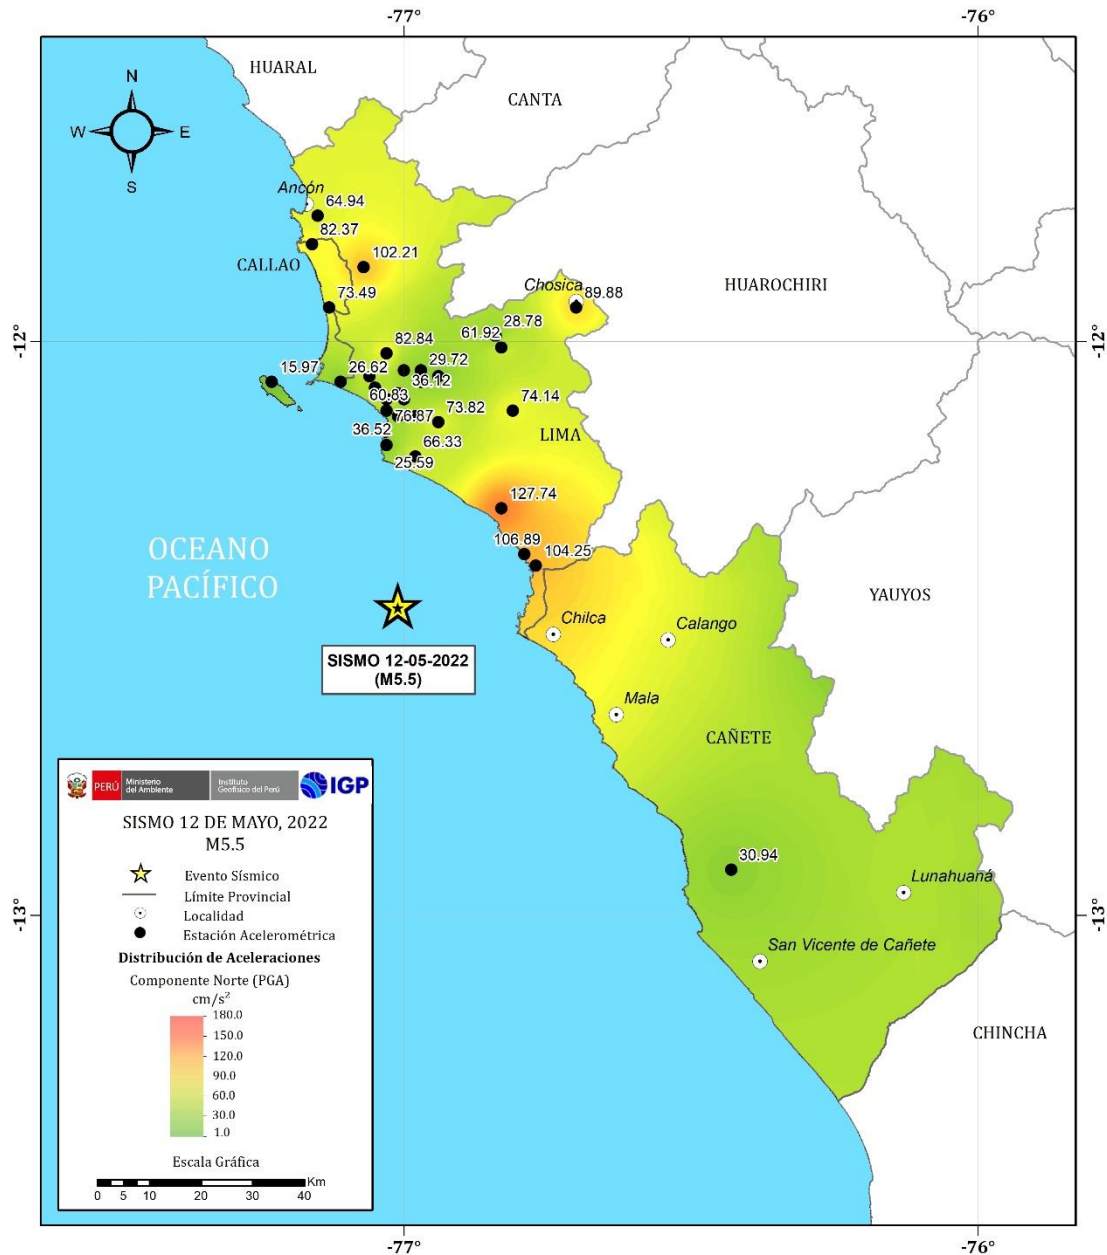 -77°
-76°
HUARAL
CANTA
N
W
E
S
Ancón
64.94
82.37
102.21
CALLAO
73.49
Chosica
89.88
HUAROCHIRI
-12°
-12°
28.78
61.92
82.84
29.72
15.97
26.62
36.12
60.83
74.14
73.82
76.87
36.52
LIMA
66.33
25.59
127.74
106.89
104.25
OCEANO
PACÍFICO
YAUYOS
Chilca
Calango
SISMO 12-05-2022
(M5.5)
Mala
CAÑETE
30.94
Lunahuaná
-13°
-13°
San Vicente de Cañete
CHINCHA
PERÚ
Ministerio
del Ambiente
Instituto
Geofísico del Perú
IGP
SISMO 12 DE MAYO, 2022
M5.5
Evento Sísmico
Límite Provincial
Localidad
Estación Acelerométrica
Distribución de Aceleraciones
Componente Norte (PGA)
cm/s²
180.0
150.0
120.0
90.0
60.0
30.0
1.0
Escala Gráfica
Km
0 5 10 20 30 40
-77°
-76°